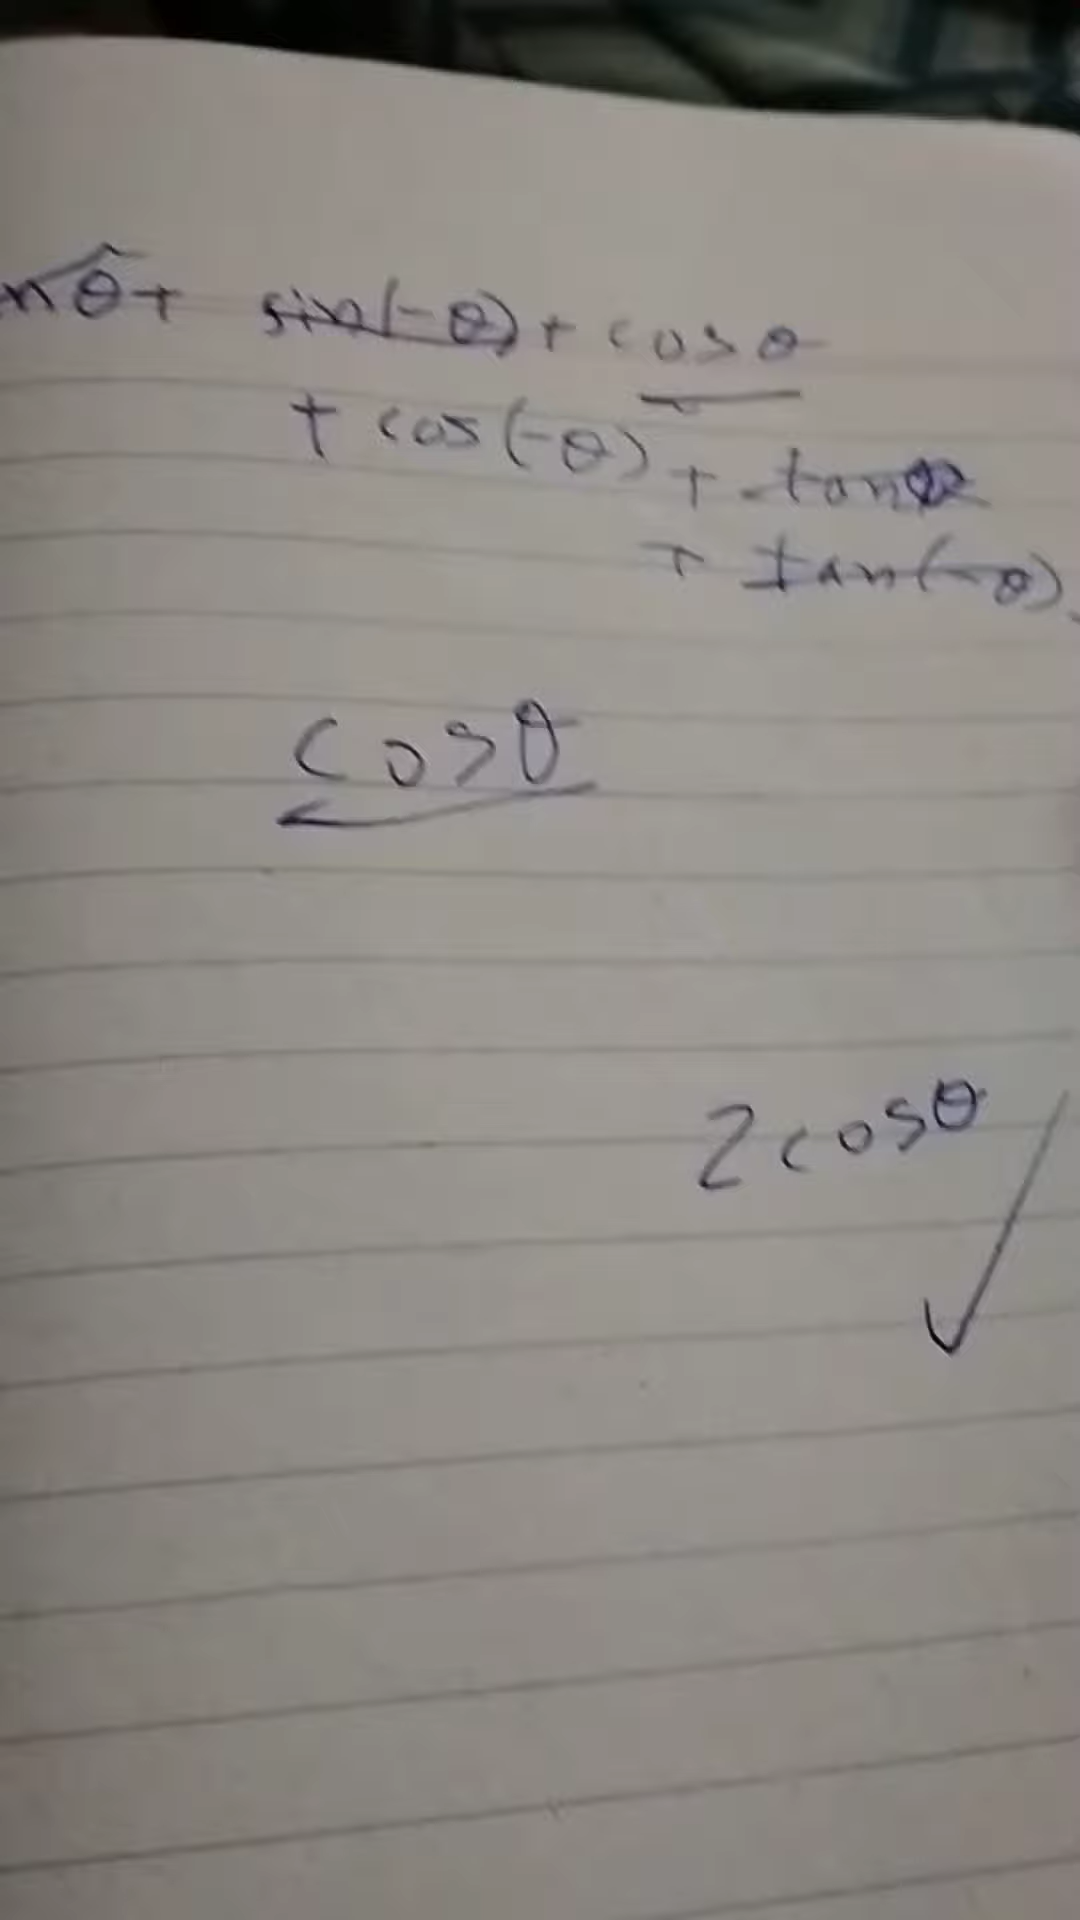 nθ + sin(-θ) + cosθ
+ cos(-θ) + tanθ
+ tan(-θ).
cosθ
2cosθ